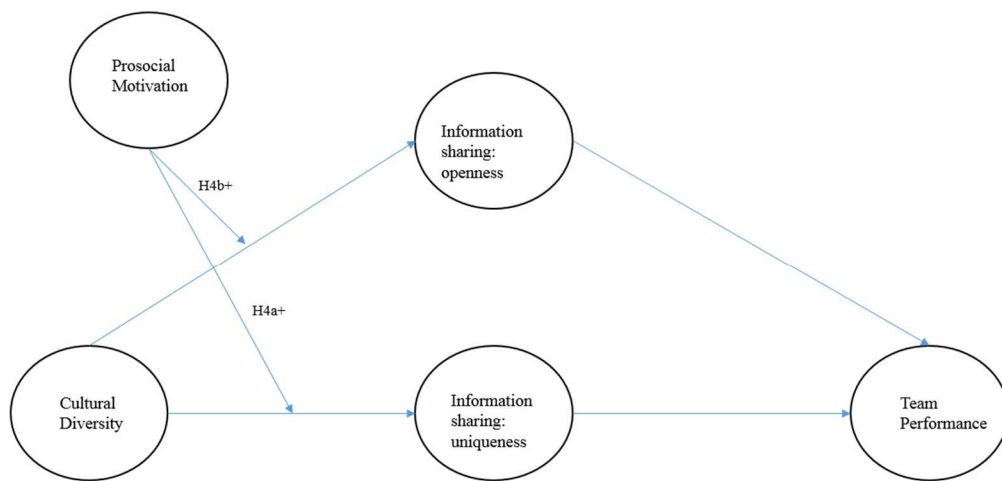 Prosocial
Motivation
Information
sharing:
openness
H4b+
H4a+
Cultural
Diversity
Information
sharing:
uniqueness
Team
Performance